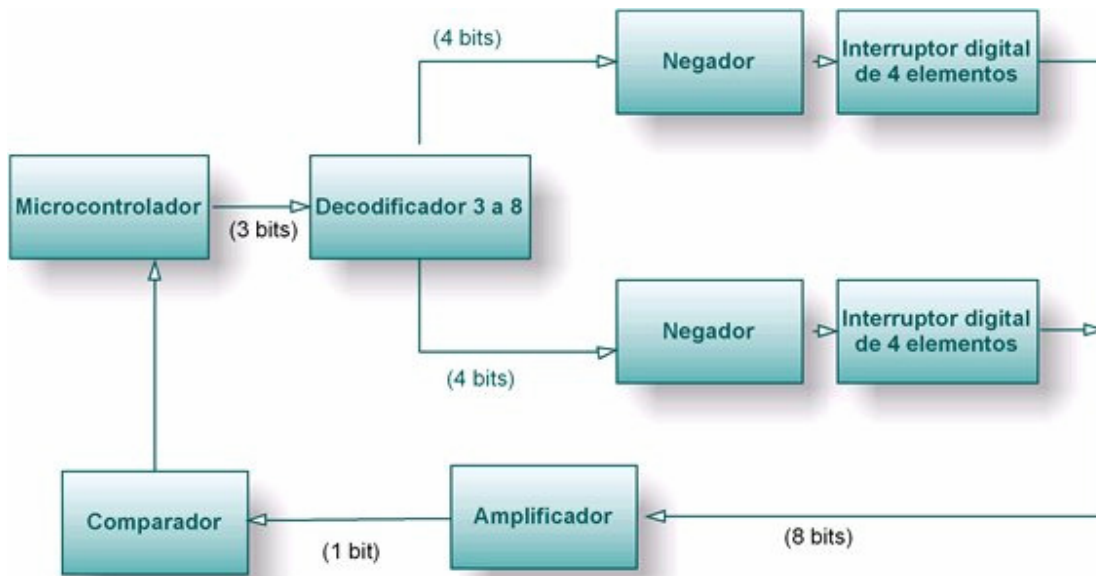 (4 bits)
Negador
Interruptor digital
de 4 elementos
Microcontrolador
(3 bits)
Decodificador 3 a 8
(4 bits)
Negador
Interruptor digital
de 4 elementos
Comparador
(1 bit)
Amplificador
(8 bits)